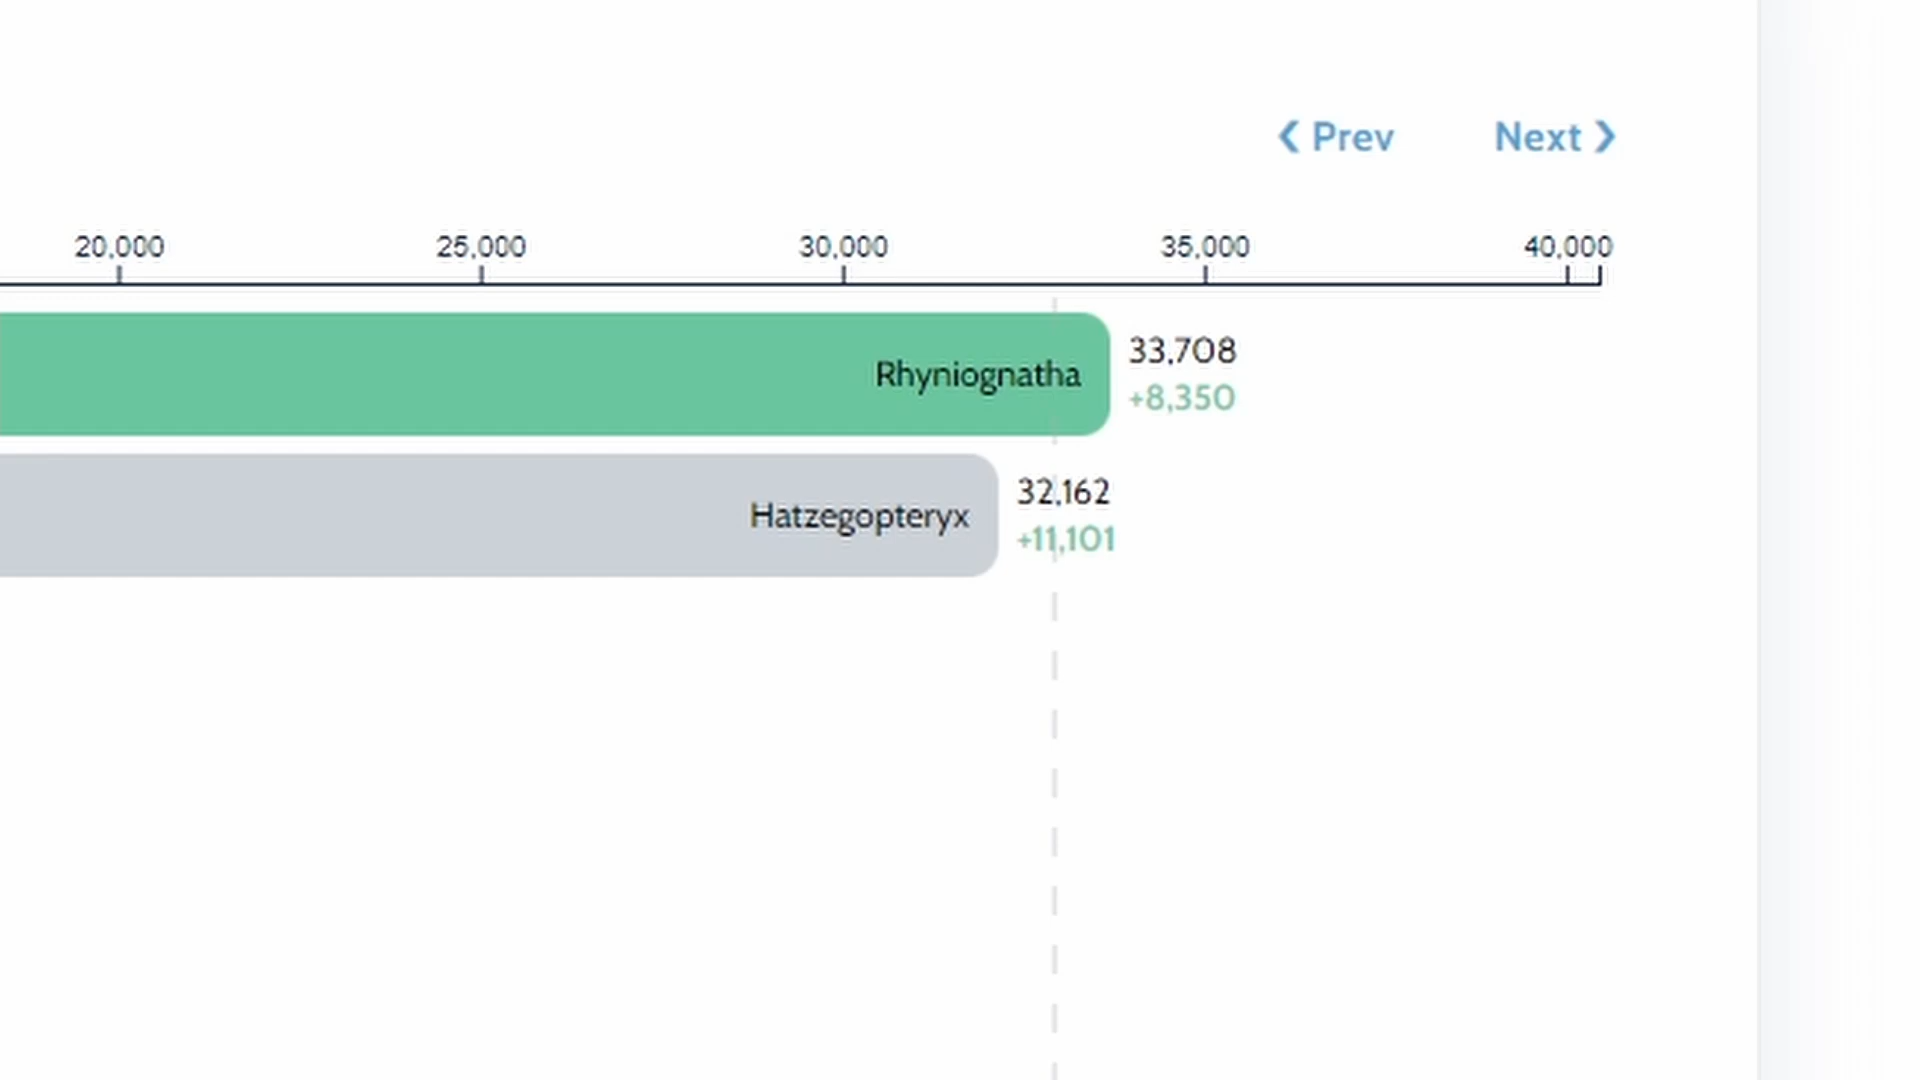 ❮ Prev
Next ❯
20,000
25,000
30,000
35,000
40,000
Rhyniognatha
33,708
+8,350
Hatzegopteryx
32,162
+11,101